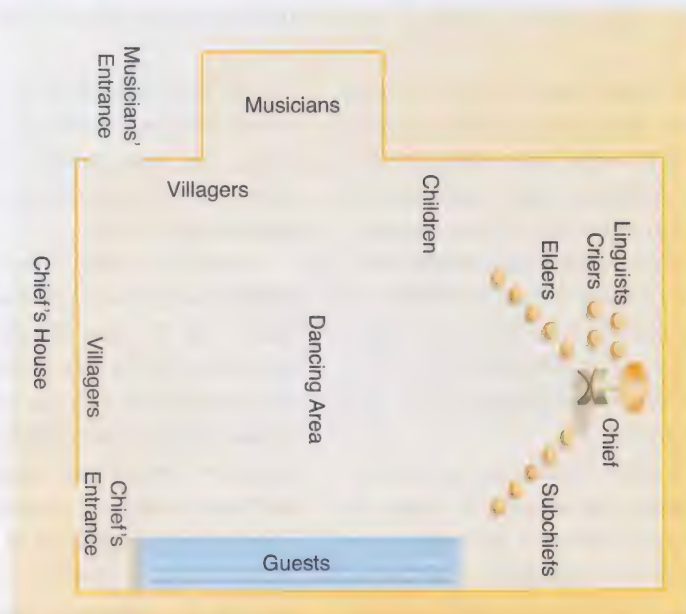 Musicians'
Entrance
Musicians
Villagers
Children
Linguists
Criers
Elders
Chief's House
Villagers
Dancing Area
Chief
Chief's
Entrance
Subchiefs
Guests